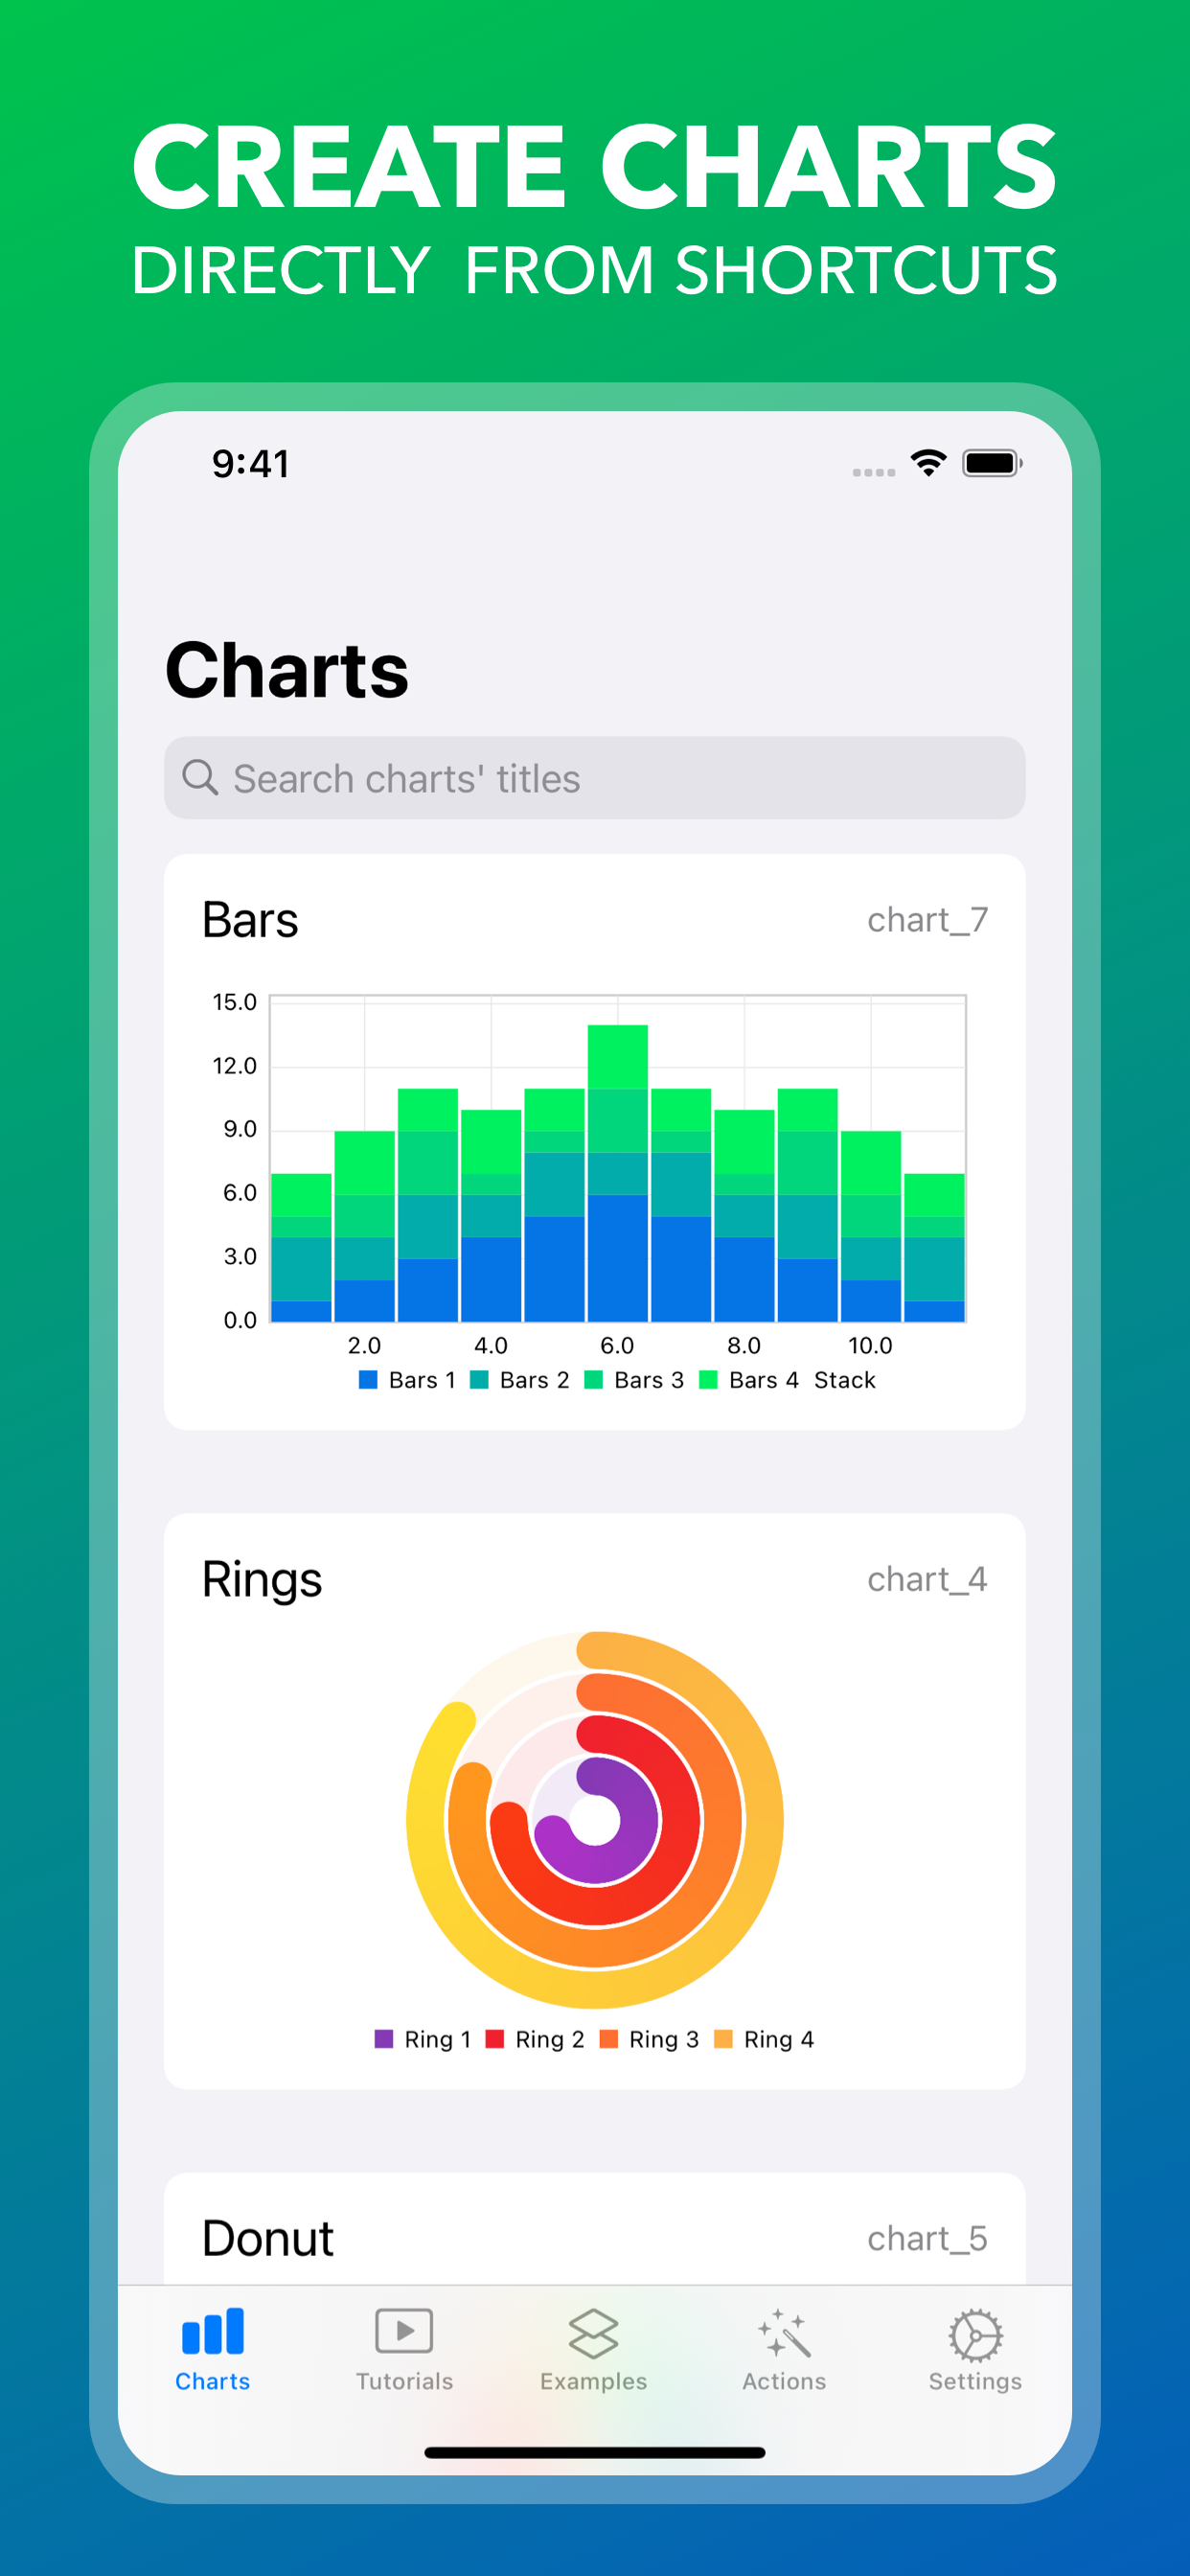 CREATE CHARTS
DIRECTLY FROM SHORTCUTS
9:41
Charts
Search charts' titles
Bars chart_7
15.0
12.0
9.0
6.0
3.0
0.0
2.0 4.0 6.0 8.0 10.0
Bars 1 Bars 2 Bars 3 Bars 4 Stack
Rings chart_4
Ring 1 Ring 2 Ring 3 Ring 4
Donut chart_5
Charts Tutorials Examples Actions Settings